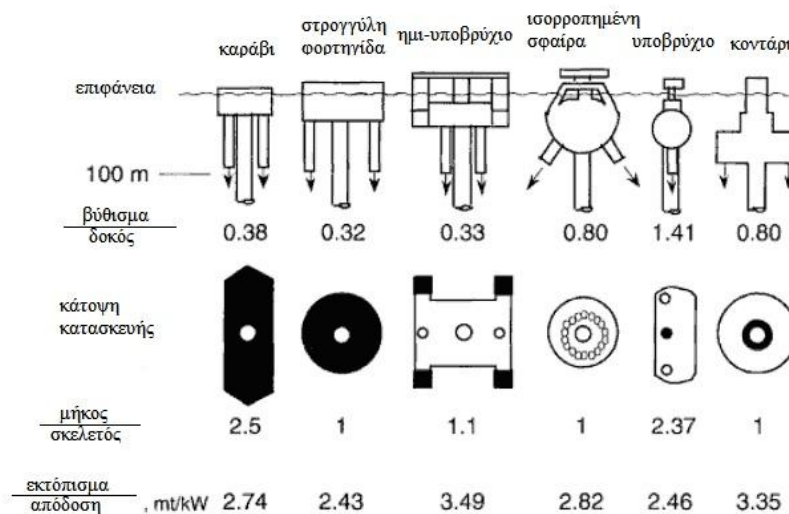 καράβι στρογγύλη φορτηγίδα ημι-υποβρύχιο ισορροπημένη σφαίρα υποβρύχιο κοντάρι
επιφάνεια
100 m
βύθισμα
δοκός
0.38 0.32 0.33 0.80 1.41 0.80
κάτοψη
κατασκευής
μήκος
σκελετός
2.5 1 1.1 1 2.37 1
εκτόπισμα
απόδοση , mt/kW 2.74 2.43 3.49 2.82 2.46 3.35